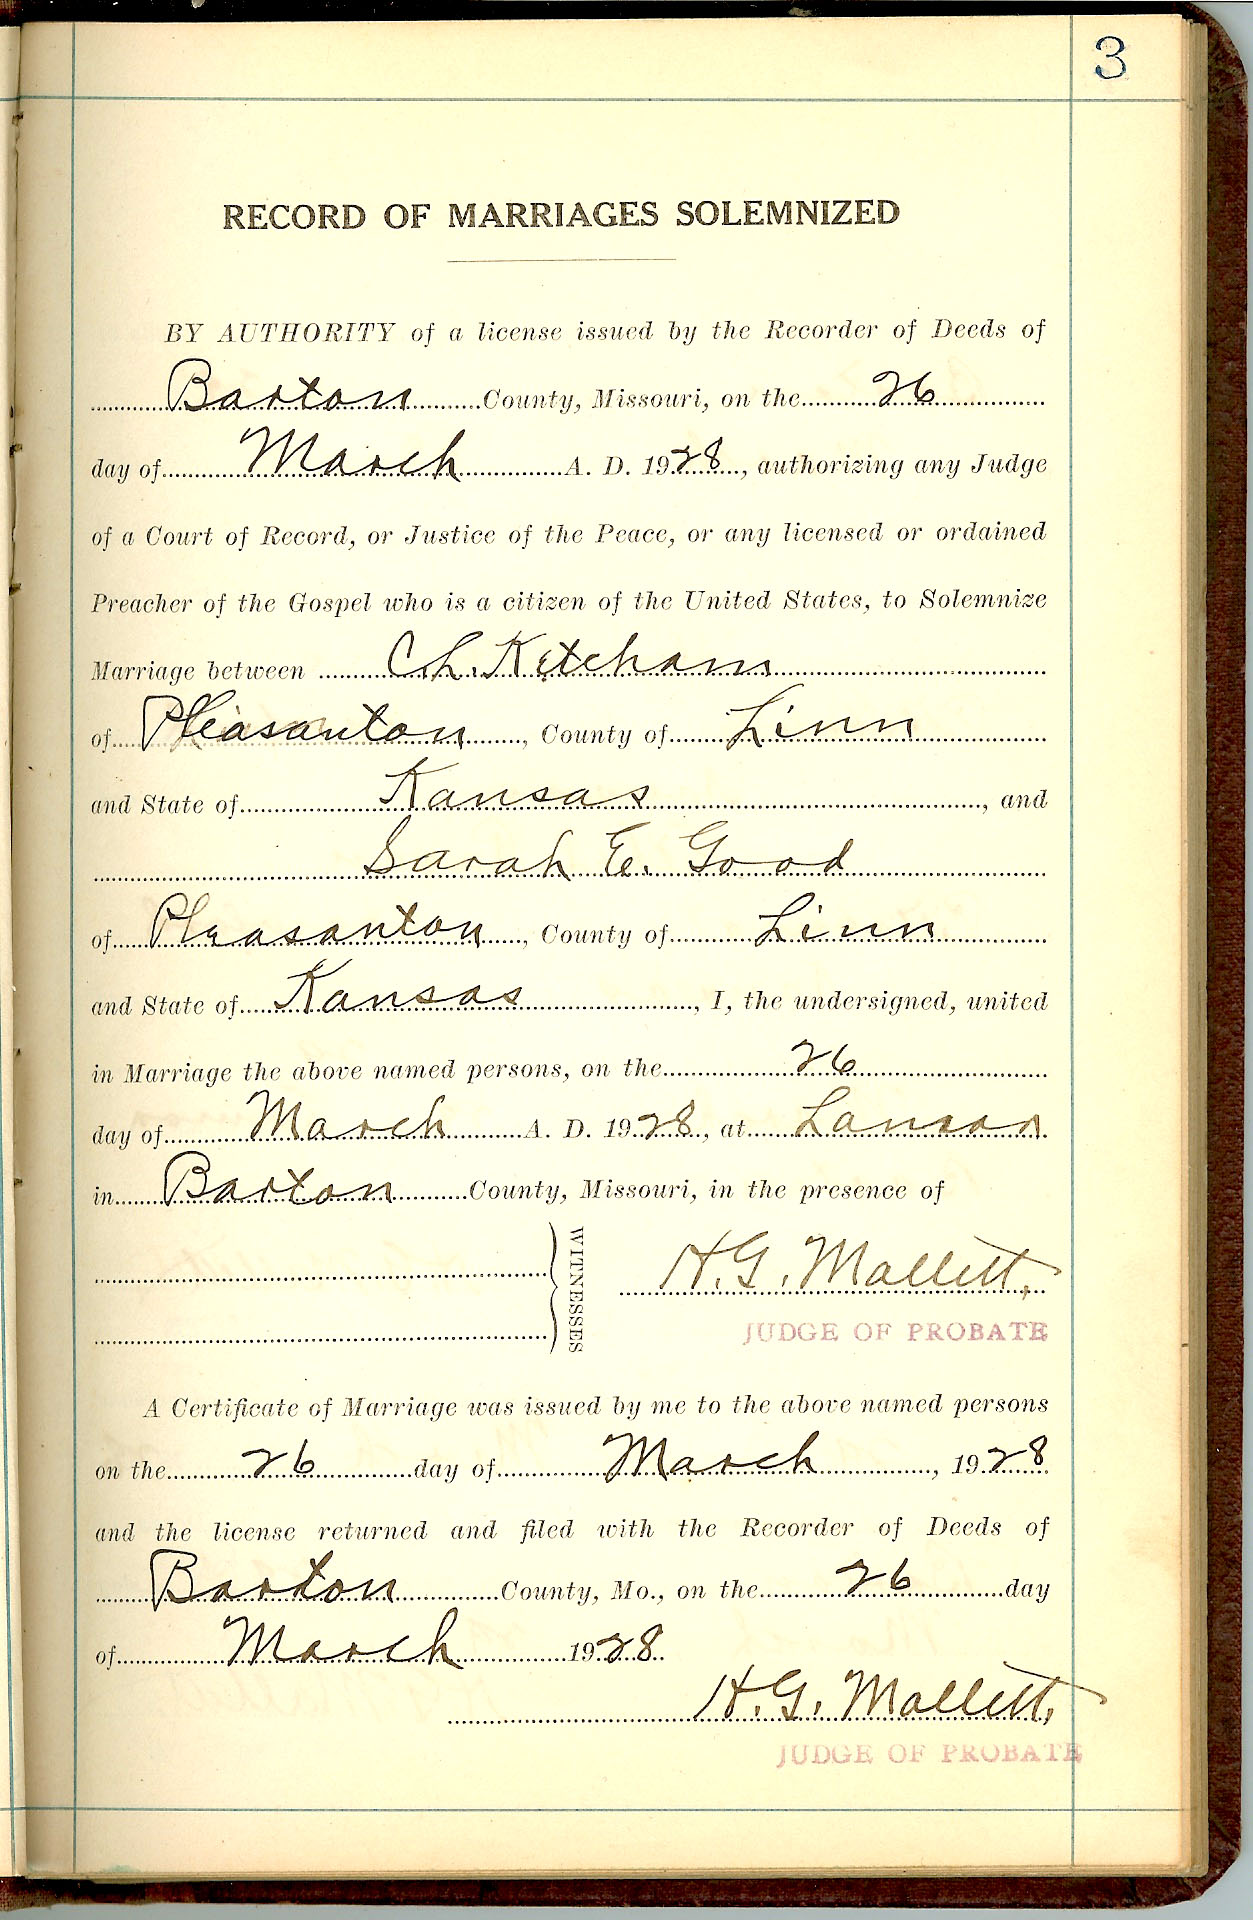 3
RECORD OF MARRIAGES SOLEMNIZED
BY AUTHORITY of a license issued by the Recorder of Deeds of
Barton County, Missouri, on the 26
day of March A. D. 1928, authorizing any Judge
of a Court of Record, or Justice of the Peace, or any licensed or ordained
Preacher of the Gospel who is a citizen of the United States, to Solemnize
Marriage between C.L. Ketcham
of Pleasanton, County of Linn
and State of Kansas, and
Sarah E. Good
of Pleasanton, County of Linn
and State of Kansas, I, the undersigned, united
in Marriage the above named persons, on the 26
day of March A. D. 1928, at Lamar
in Barton County, Missouri, in the presence of
WITNESSES
H.G. Mallett.
JUDGE OF PROBATE
A Certificate of Marriage was issued by me to the above named persons
on the 26 day of March, 1928
and the license returned and filed with the Recorder of Deeds of
Barton County, Mo., on the 26 day
of March 1928
H.G. Mallett,
JUDGE OF PROBATE